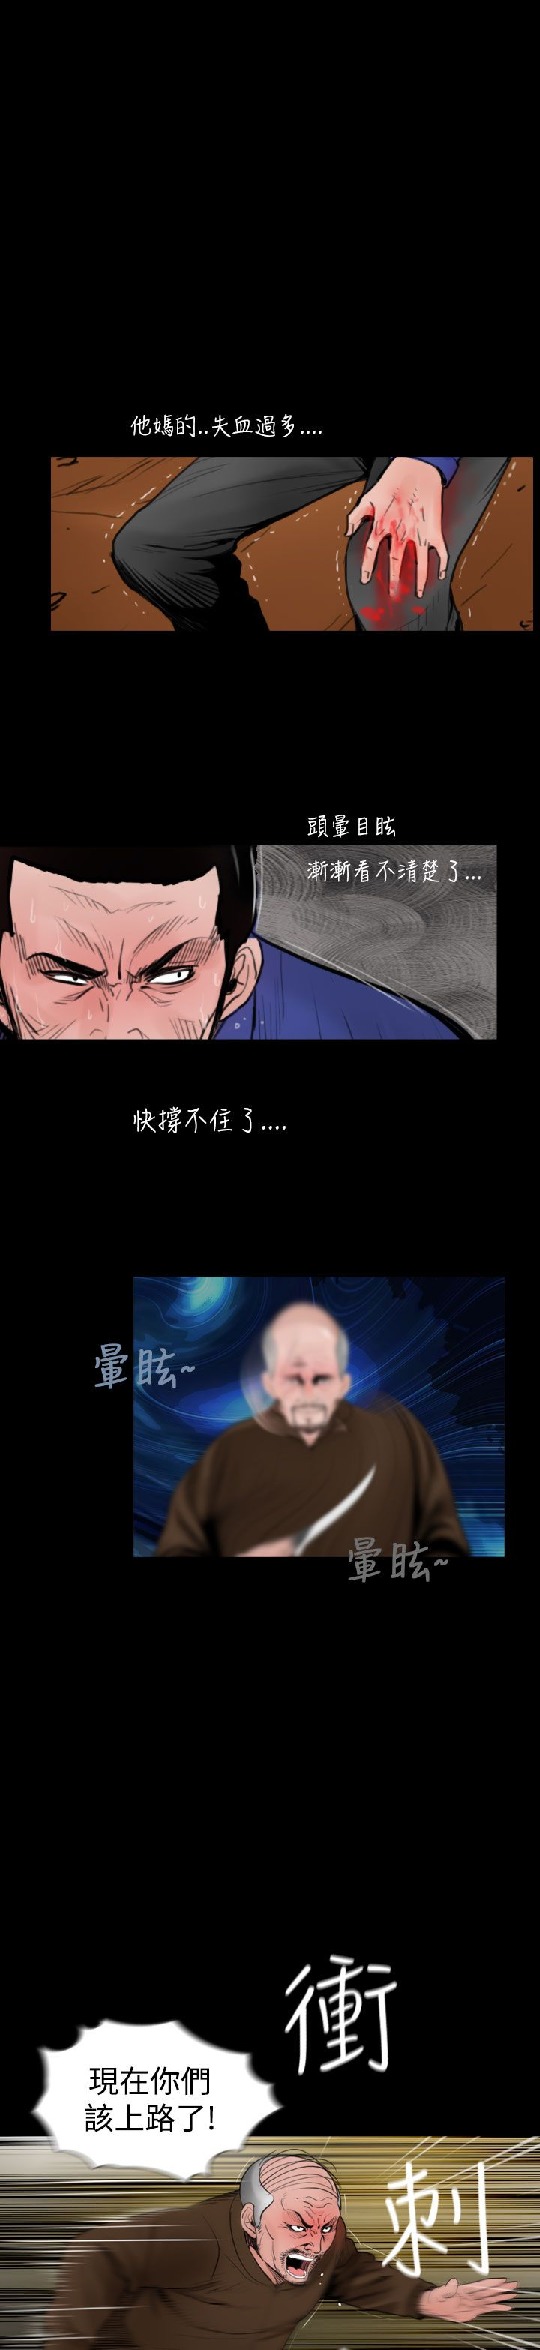 他媽的..失血過多....
頭暈目眩
漸漸看不清楚了...
快撐不住了....
暈眩~
暈眩~
衝
現在你們
該上路了!
刺